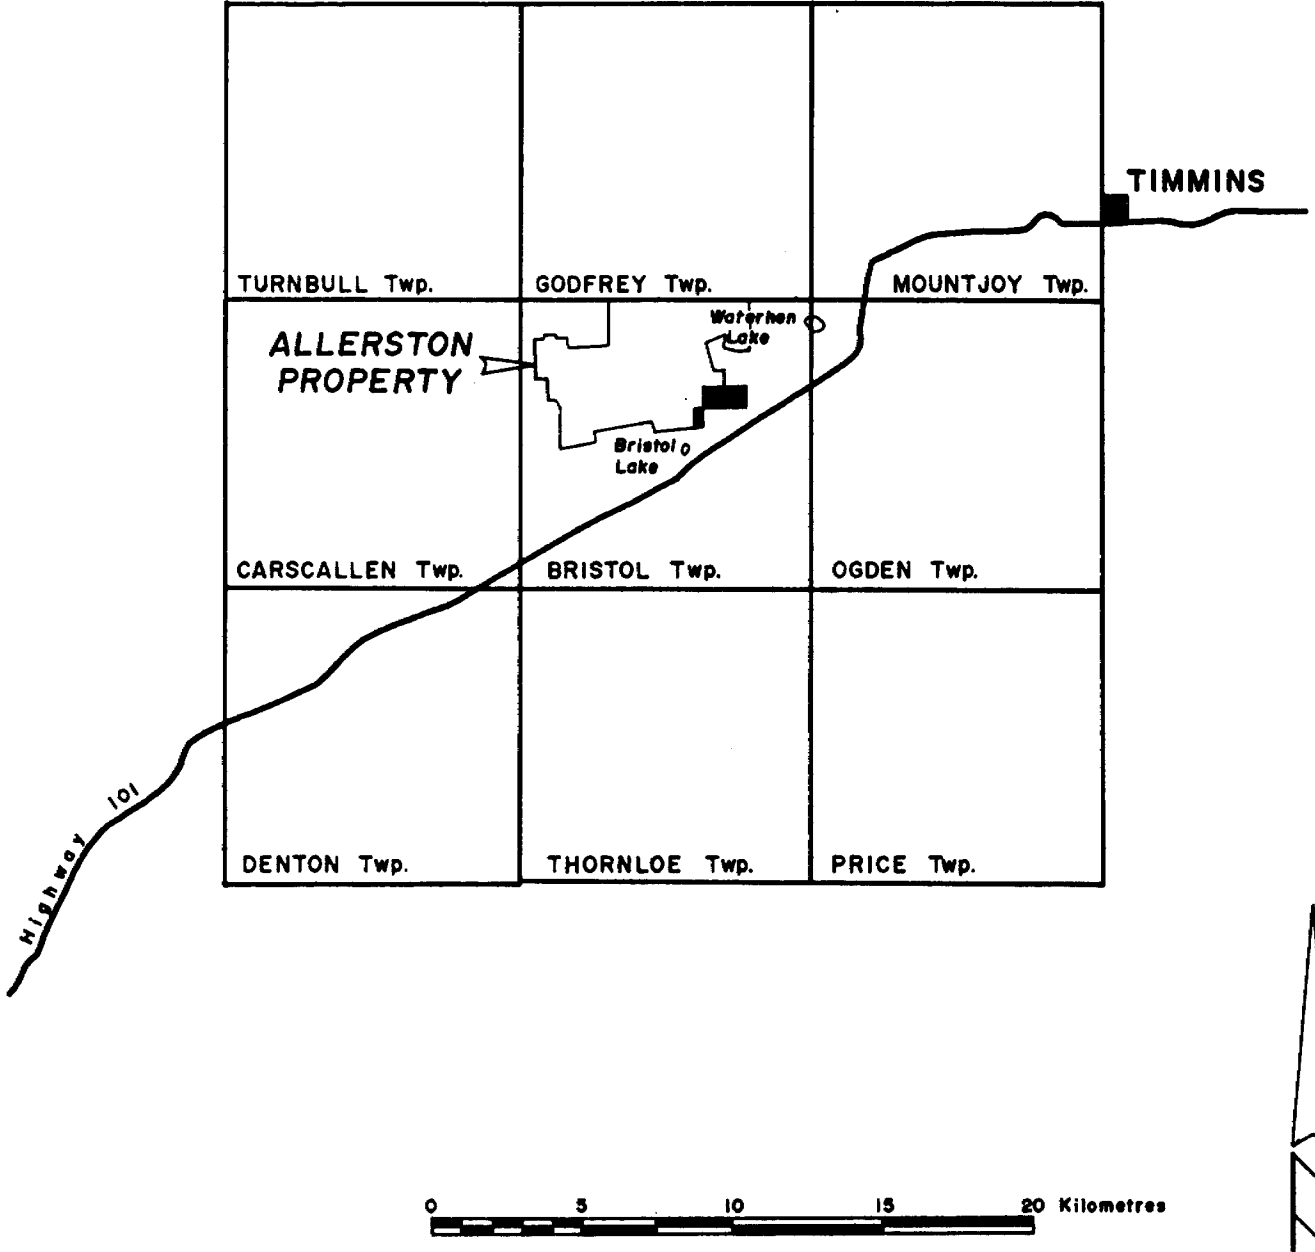 TIMMINS
TURNBULL Twp.
GODFREY Twp.
MOUNTJOY Twp.
ALLERSTON
PROPERTY
Waterhen
Lake
Bristol
Lake
CARSCALLEN Twp.
BRISTOL Twp.
OGDEN Twp.
Highway 101
DENTON Twp.
THORNLOE Twp.
PRICE Twp.
0 5 10 15 20 Kilometres